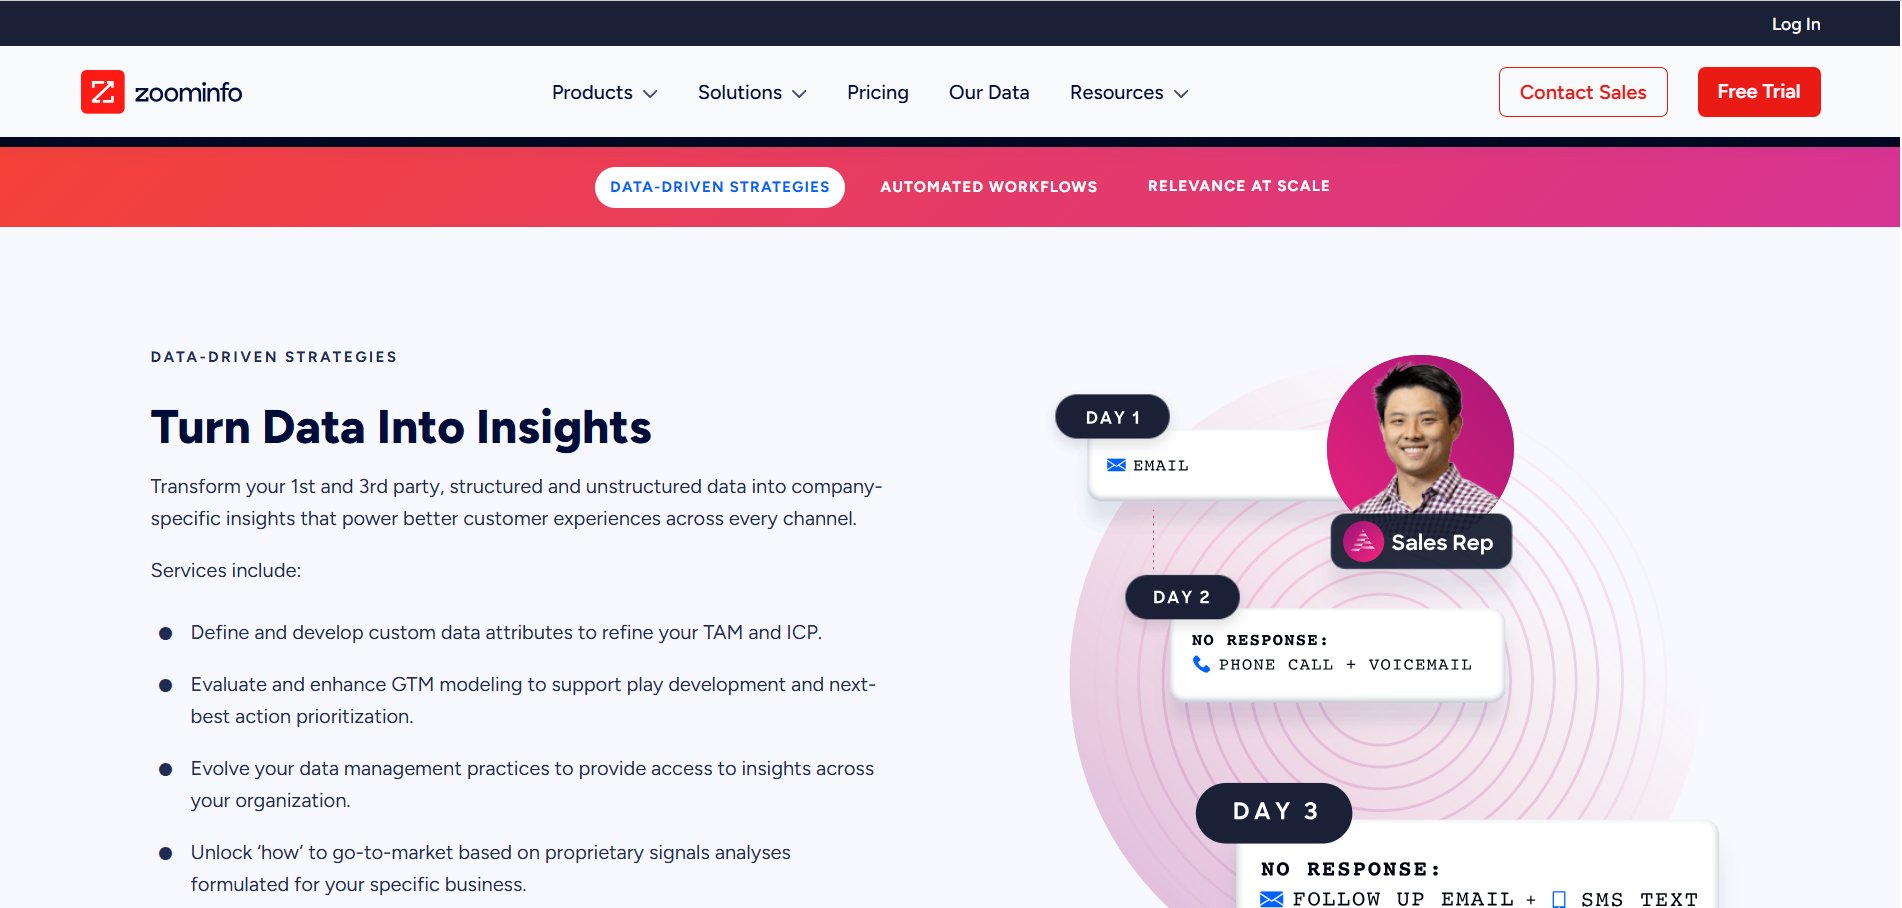 Log In
zoominfo
Products
Solutions
Pricing
Our Data
Resources
Contact Sales
Free Trial
DATA-DRIVEN STRATEGIES
AUTOMATED WORKFLOWS
RELEVANCE AT SCALE
DATA-DRIVEN STRATEGIES
Turn Data Into Insights
Transform your 1st and 3rd party, structured and unstructured data into company-
specific insights that power better customer experiences across every channel.
Services include:
Define and develop custom data attributes to refine your TAM and ICP.
Evaluate and enhance GTM modeling to support play development and next-
best action prioritization.
Evolve your data management practices to provide access to insights across
your organization.
Unlock ‘how’ to go-to-market based on proprietary signals analyses
formulated for your specific business.
DAY 1
EMAIL
Sales Rep
DAY 2
NO RESPONSE:
PHONE CALL + VOICEMAIL
DAY 3
NO RESPONSE:
FOLLOW UP EMAIL + SMS TEXT